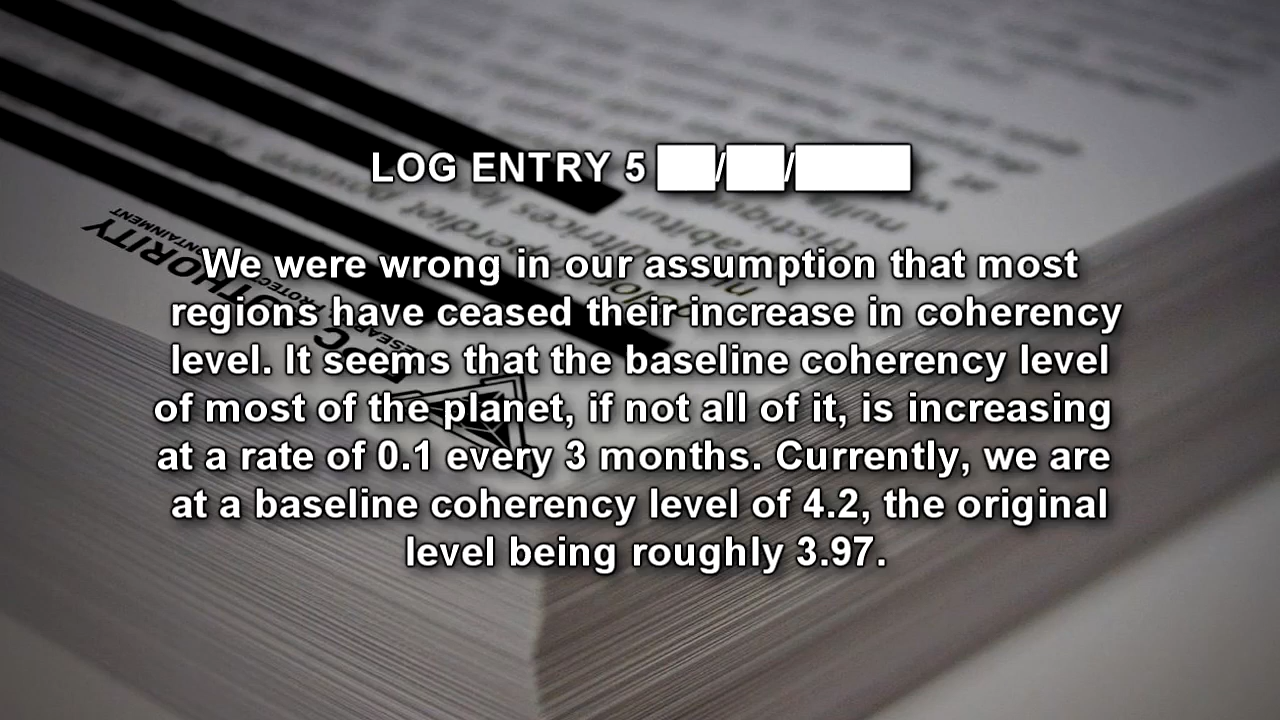 LOG ENTRY 5 ██/██/████
We were wrong in our assumption that most
regions have ceased their increase in coherency
level. It seems that the baseline coherency level
of most of the planet, if not all of it, is increasing
at a rate of 0.1 every 3 months. Currently, we are
at a baseline coherency level of 4.2, the original
level being roughly 3.97.